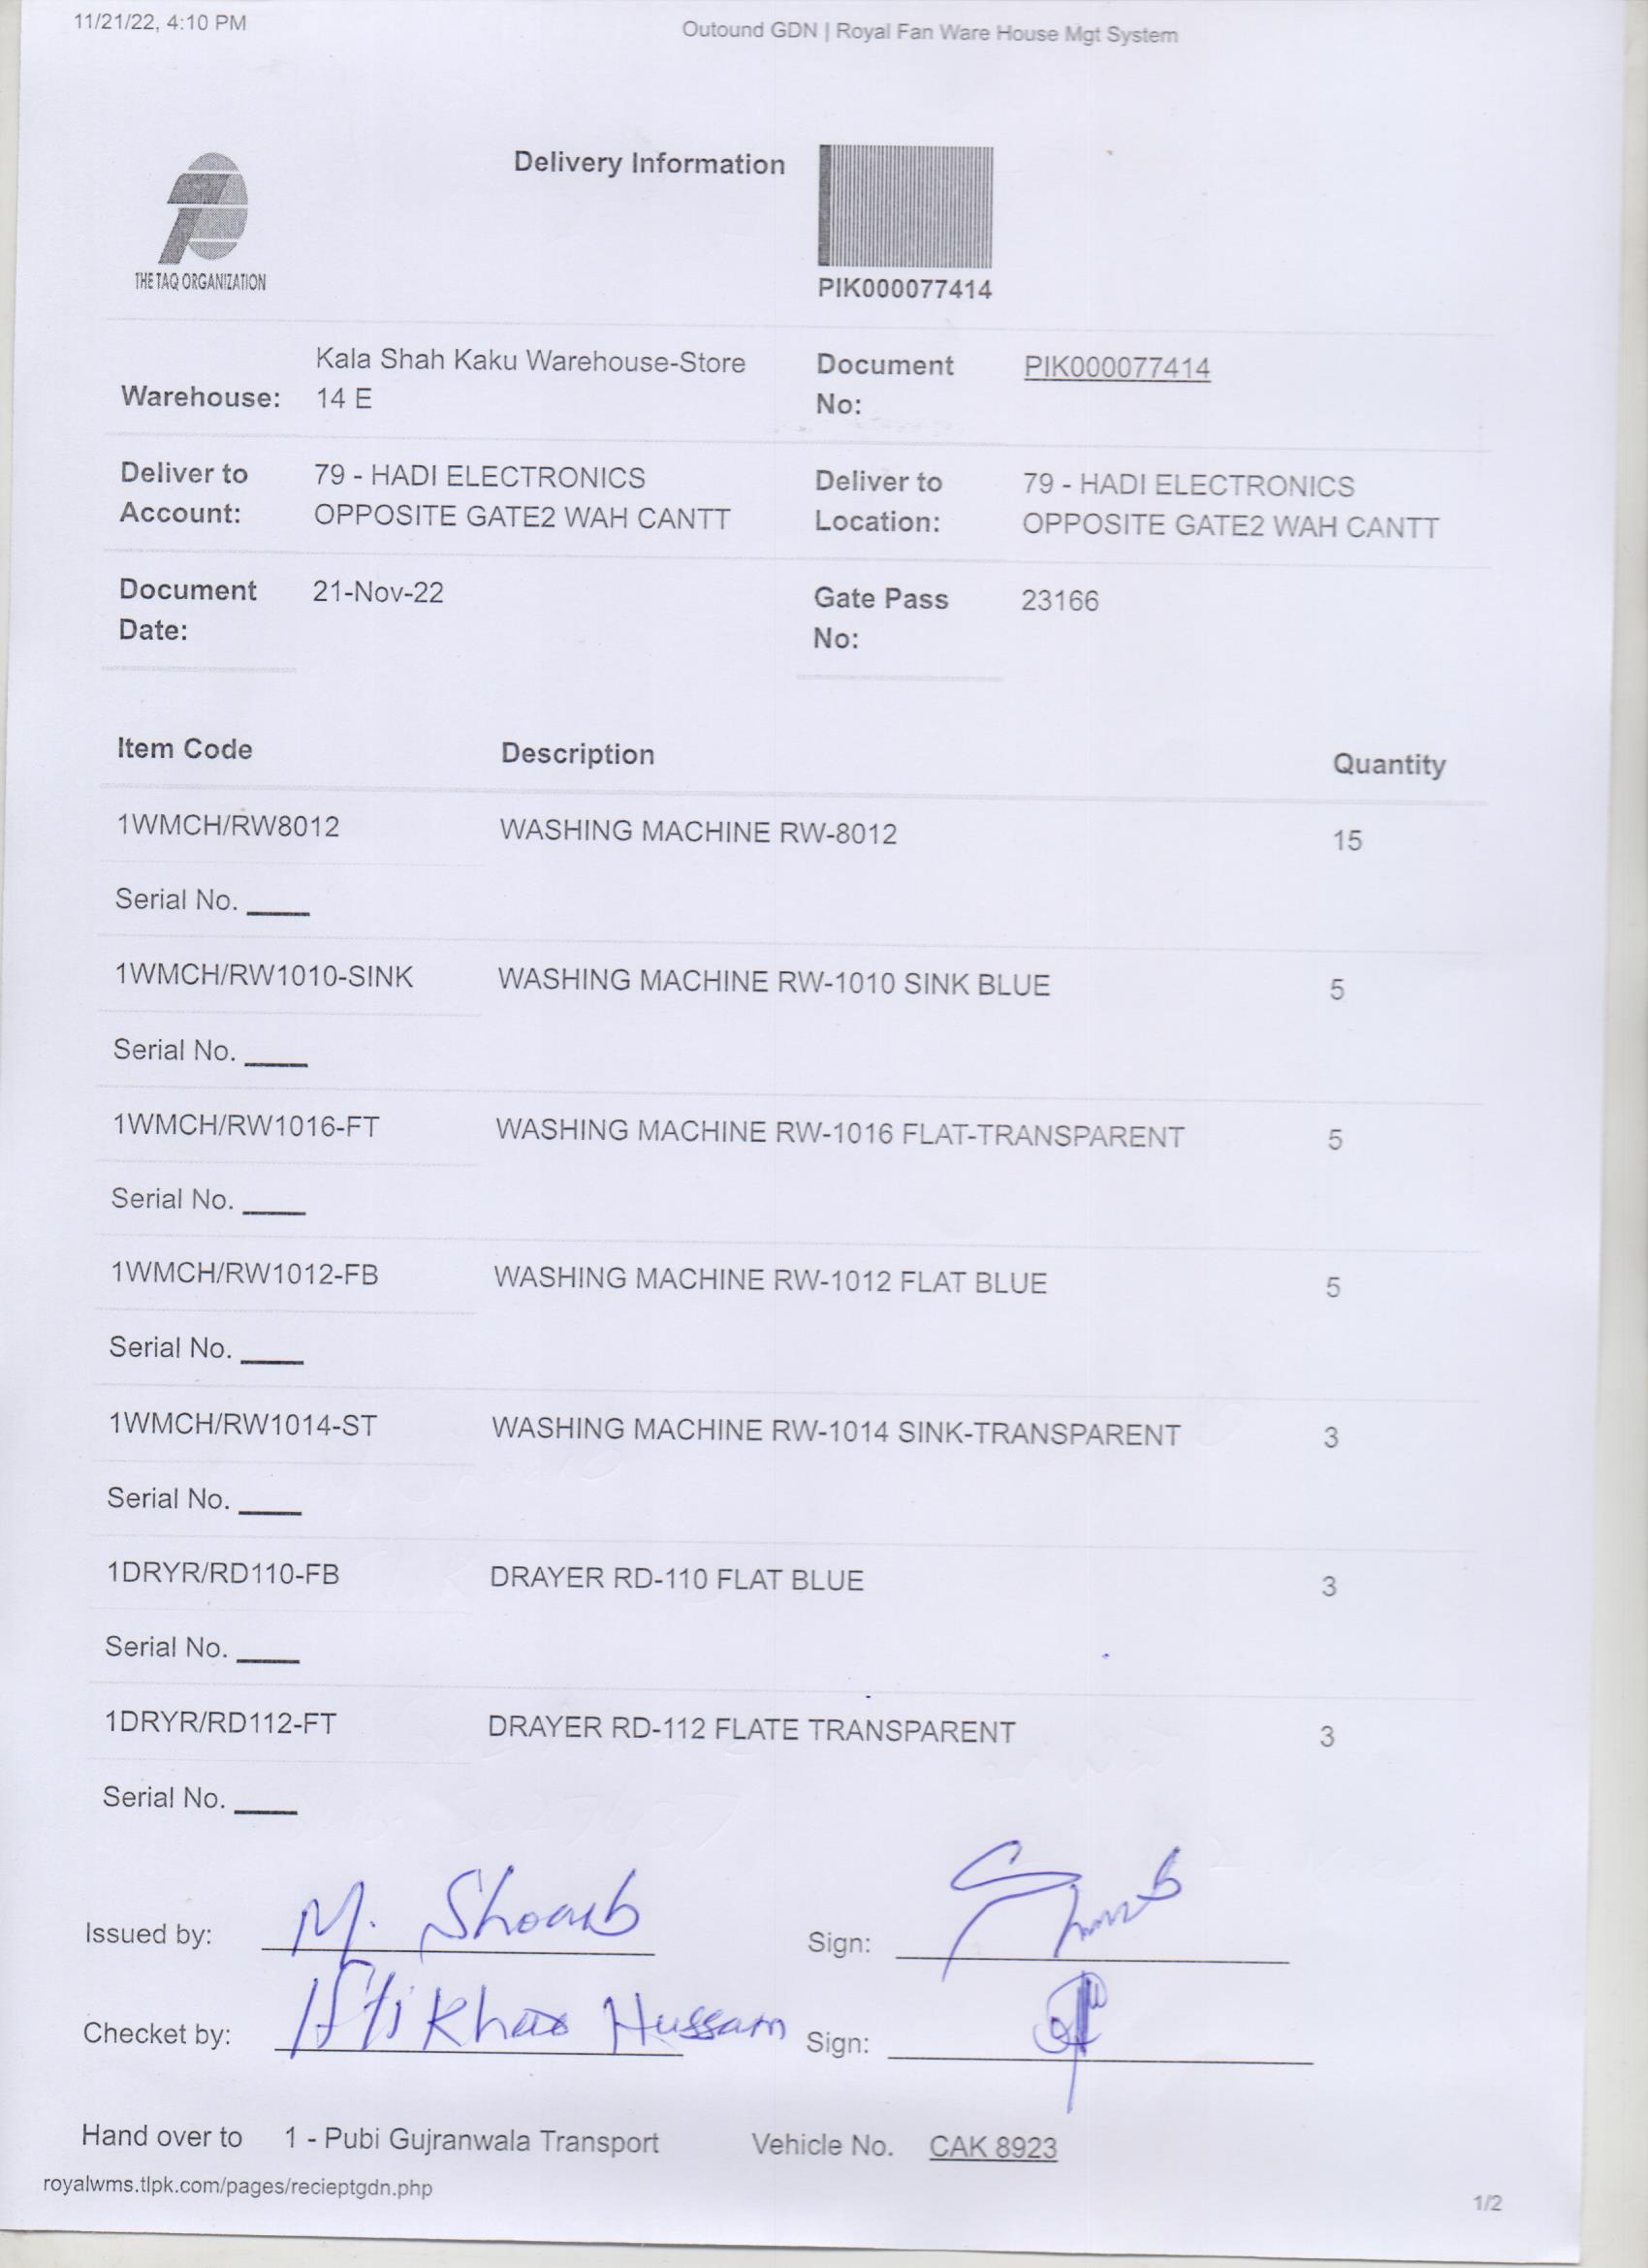 11/21/22, 4:10 PM
Outound GDN | Royal Fan Ware House Mgt System
THE TAQ ORGANIZATION
Delivery Information
PIK000077414
Warehouse: Kala Shah Kaku Warehouse-Store 14 E
Document No: PIK000077414
Deliver to Account: 79 - HADI ELECTRONICS OPPOSITE GATE2 WAH CANTT
Deliver to Location: 79 - HADI ELECTRONICS OPPOSITE GATE2 WAH CANTT
Document Date: 21-Nov-22
Gate Pass No: 23166
Item Code Description Quantity
1WMCH/RW8012 WASHING MACHINE RW-8012 15
Serial No. ____
1WMCH/RW1010-SINK WASHING MACHINE RW-1010 SINK BLUE 5
Serial No. ____
1WMCH/RW1016-FT WASHING MACHINE RW-1016 FLAT-TRANSPARENT 5
Serial No. ____
1WMCH/RW1012-FB WASHING MACHINE RW-1012 FLAT BLUE 5
Serial No. ____
1WMCH/RW1014-ST WASHING MACHINE RW-1014 SINK-TRANSPARENT 3
Serial No. ____
1DRYR/RD110-FB DRAYER RD-110 FLAT BLUE 3
Serial No. ____
1DRYR/RD112-FT DRAYER RD-112 FLATE TRANSPARENT 3
Serial No. ____
Issued by: M. Shoaib Sign:
Checket by: Iftikhar Hussain Sign:
Hand over to 1 - Pubi Gujranwala Transport Vehicle No. CAK 8923
royalwms.tlpk.com/pages/recieptgdn.php
1/2